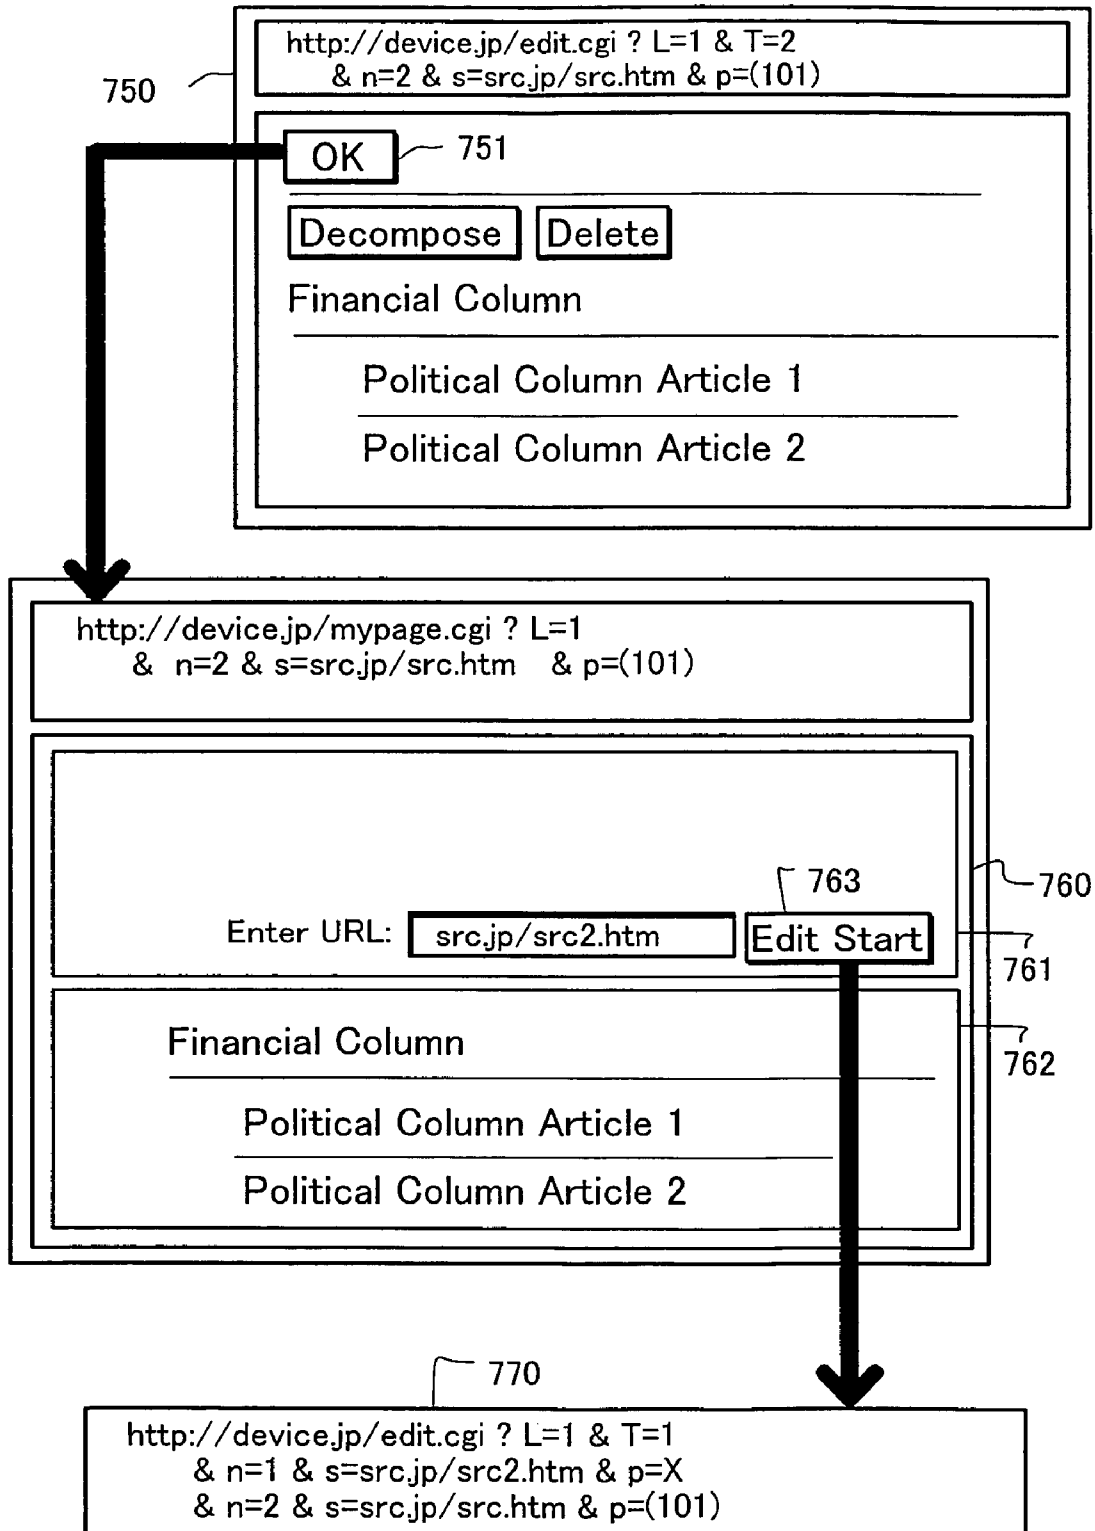 http://device.jp/edit.cgi ? L=1 & T=2
& n=2 & s=src.jp/src.htm & p=(101)
750
OK
751
Decompose Delete
Financial Column
Political Column Article 1
Political Column Article 2
http://device.jp/mypage.cgi ? L=1
& n=2 & s=src.jp/src.htm & p=(101)
763
760
Enter URL: src.jp/src2.htm Edit Start
761
Financial Column
762
Political Column Article 1
Political Column Article 2
770
http://device.jp/edit.cgi ? L=1 & T=1
& n=1 & s=src.jp/src2.htm & p=X
& n=2 & s=src.jp/src.htm & p=(101)